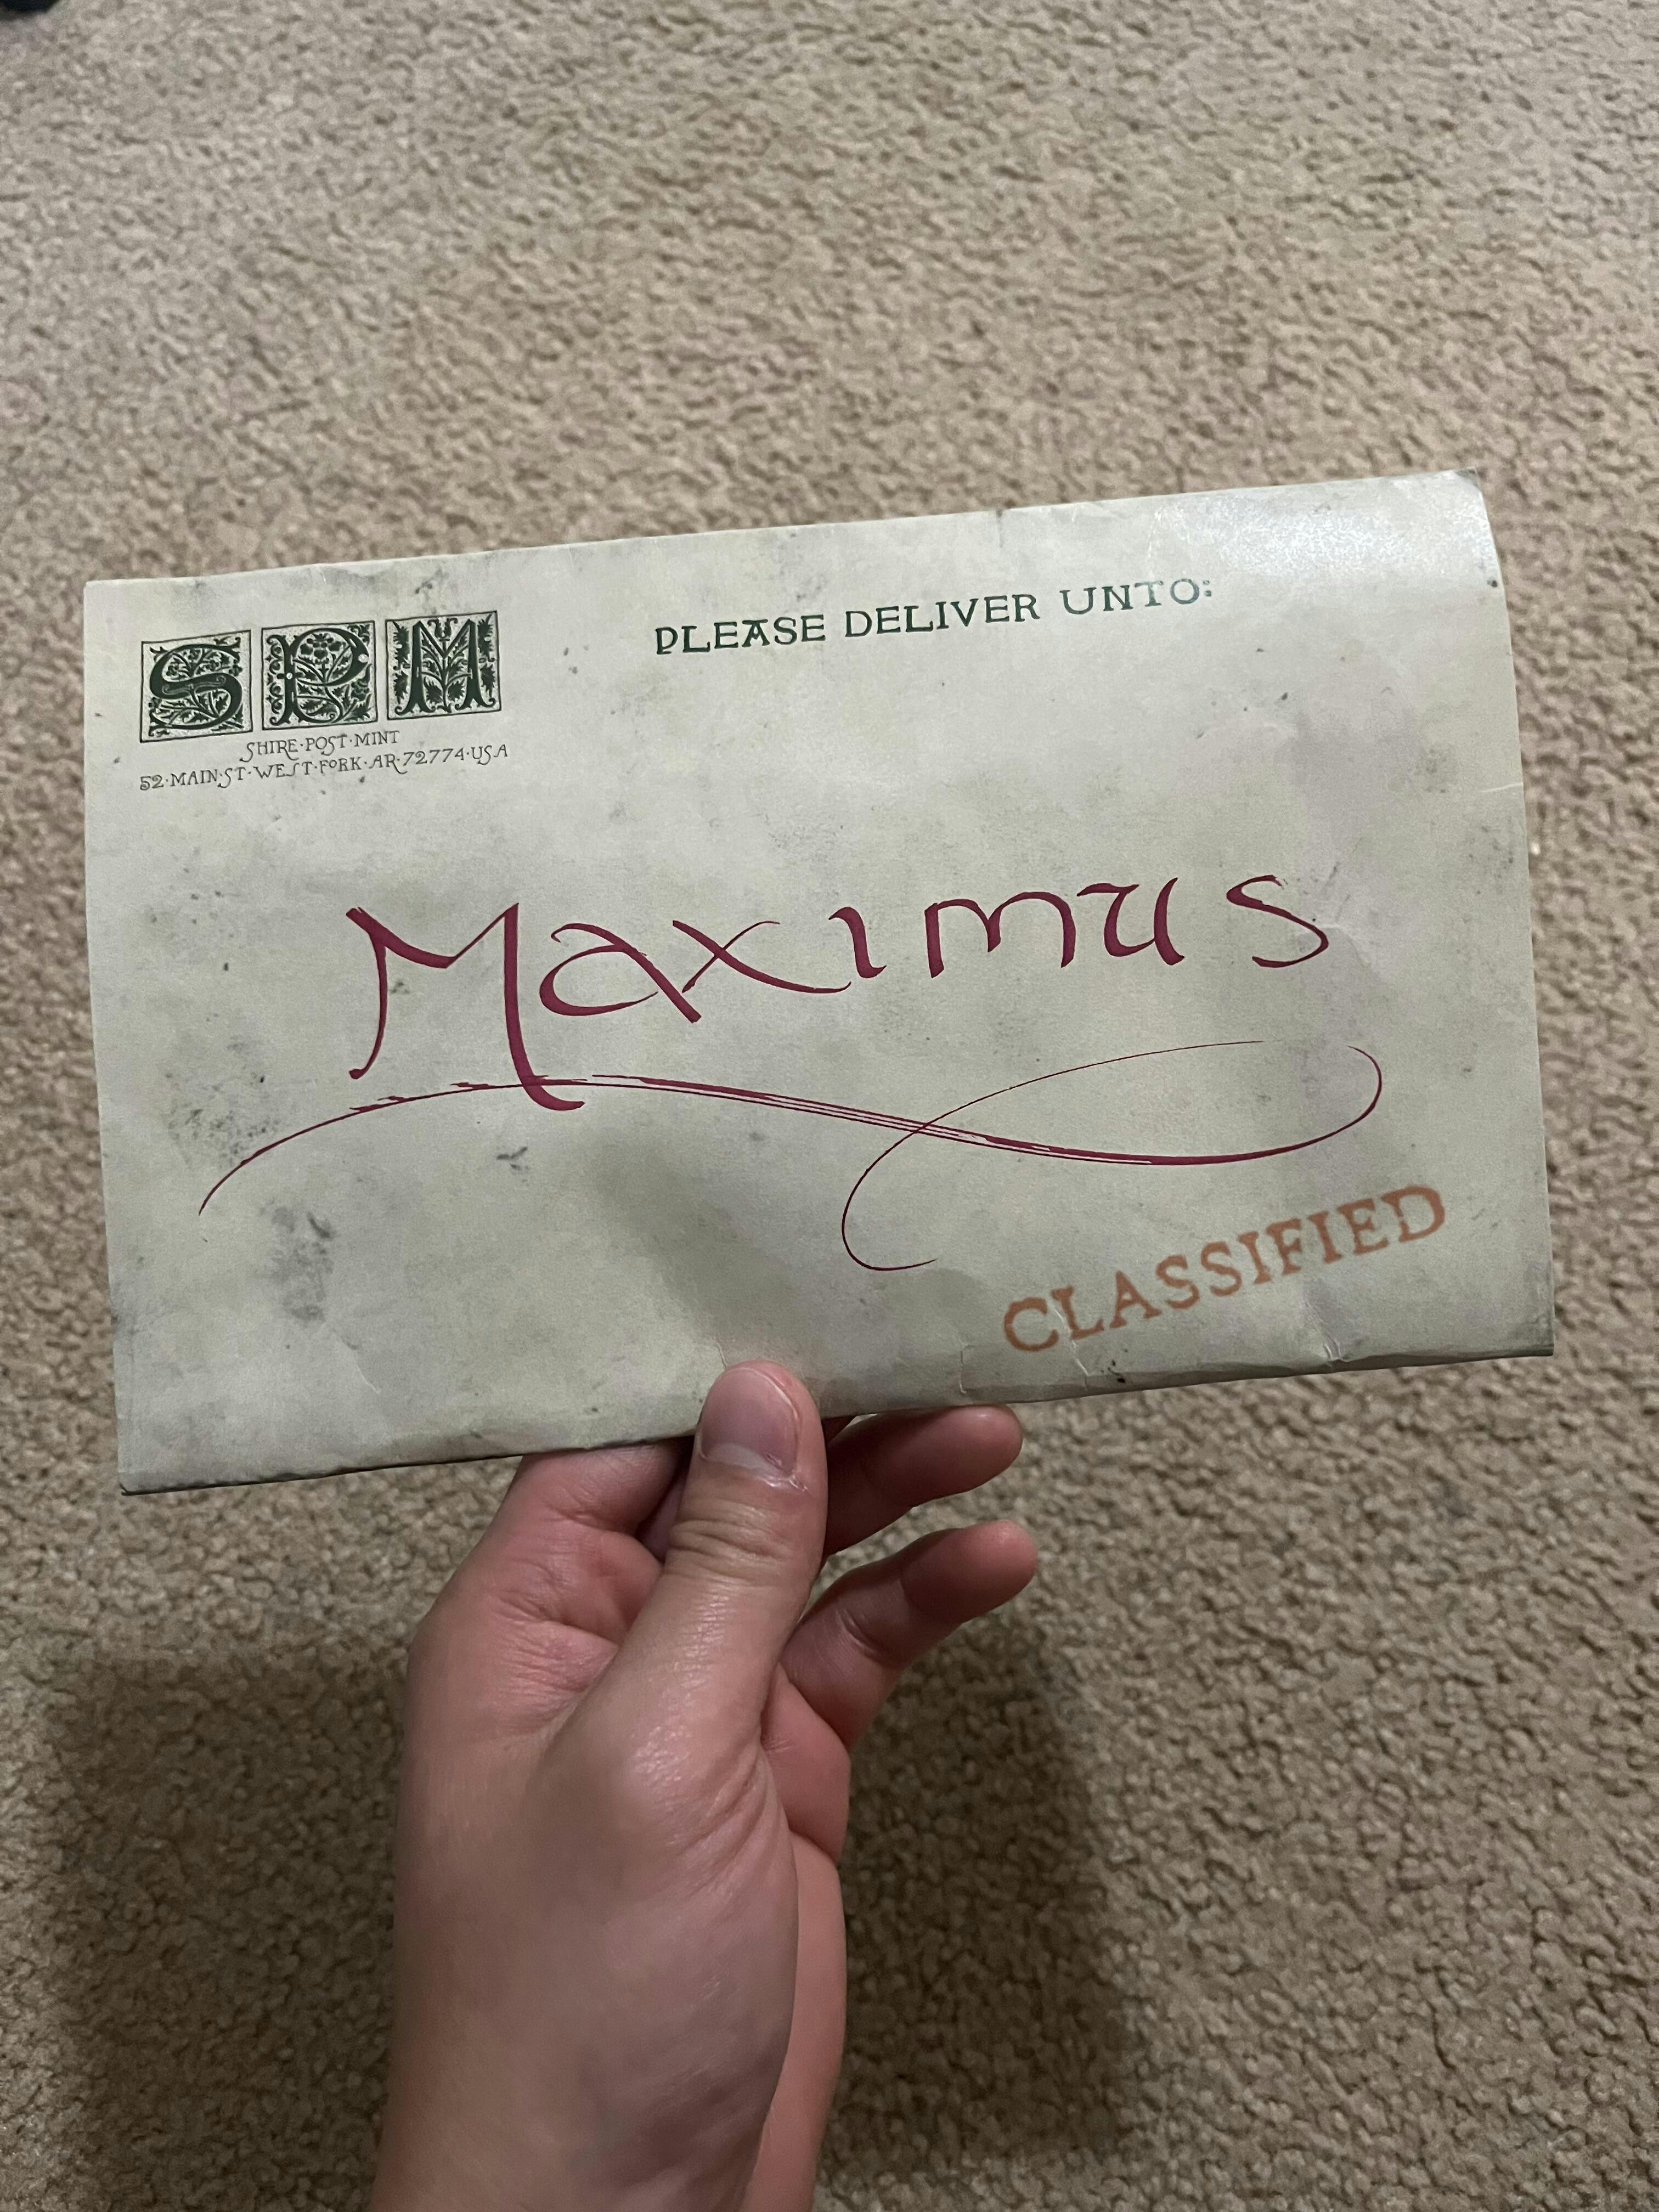 SPM
SHIRE·POST·MINT
52·MAIN·ST·WEST·FORK·AR·72774·USA
PLEASE DELIVER UNTO:
Maximus
CLASSIFIED